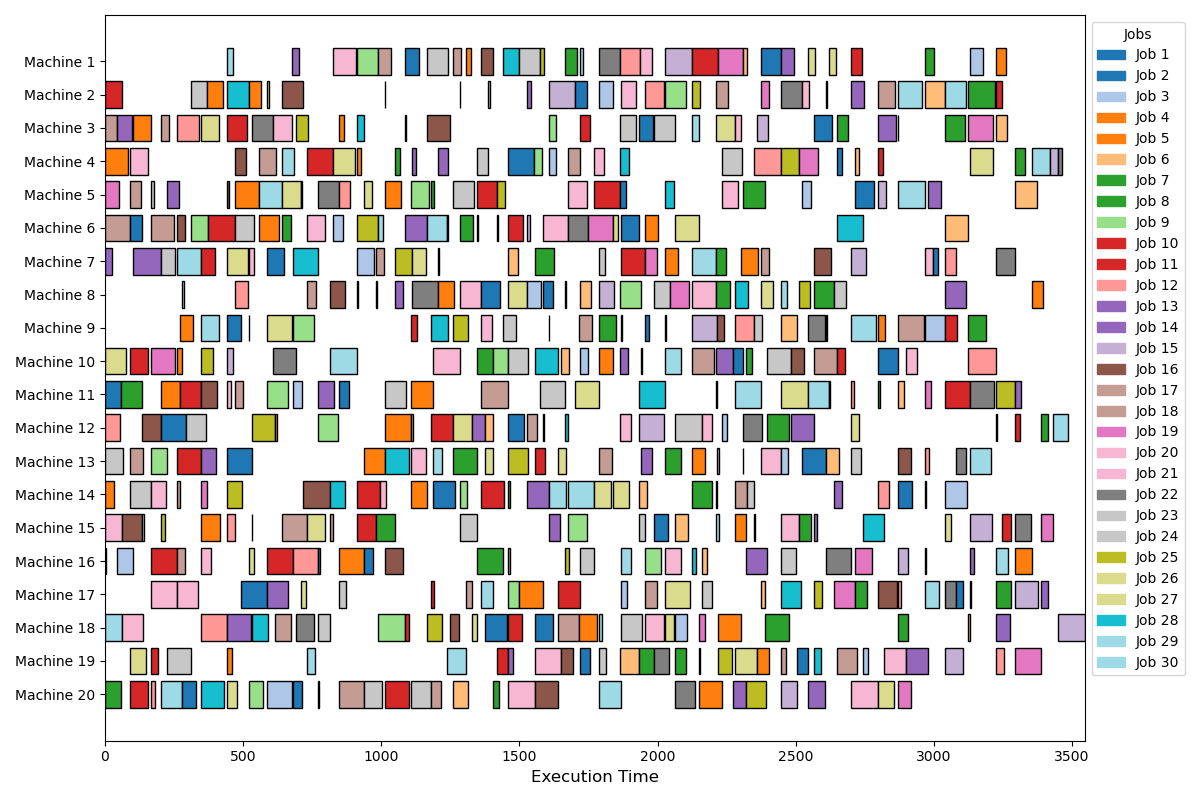 Machine 1
Machine 2
Machine 3
Machine 4
Machine 5
Machine 6
Machine 7
Machine 8
Machine 9
Machine 10
Machine 11
Machine 12
Machine 13
Machine 14
Machine 15
Machine 16
Machine 17
Machine 18
Machine 19
Machine 20
0 500 1000 1500 2000 2500 3000 3500
Execution Time
Jobs
Job 1
Job 2
Job 3
Job 4
Job 5
Job 6
Job 7
Job 8
Job 9
Job 10
Job 11
Job 12
Job 13
Job 14
Job 15
Job 16
Job 17
Job 18
Job 19
Job 20
Job 21
Job 22
Job 23
Job 24
Job 25
Job 26
Job 27
Job 28
Job 29
Job 30